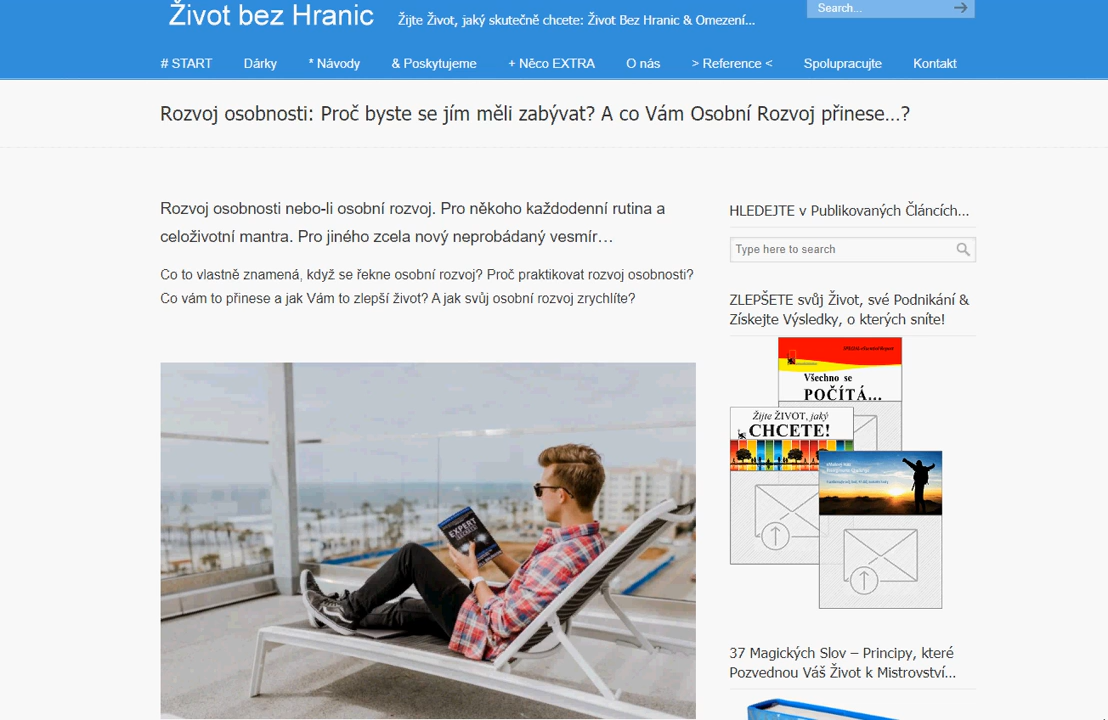 Život bez Hranic
Žijte Život, jaký skutečně chcete: Život Bez Hranic & Omezení...
Search...
# START
Dárky
* Návody
& Poskytujeme
+ Něco EXTRA
O nás
> Reference <
Spolupracujte
Kontakt
Rozvoj osobnosti: Proč byste se jím měli zabývat? A co Vám Osobní Rozvoj přinese…?
Rozvoj osobnosti nebo-li osobní rozvoj. Pro někoho každodenní rutina a
celoživotní mantra. Pro jiného zcela nový neprobádaný vesmír…
Co to vlastně znamená, když se řekne osobní rozvoj? Proč praktikovat rozvoj osobnosti?
Co vám to přinese a jak Vám to zlepší život? A jak svůj osobní rozvoj zrychlíte?
EXPERT
SECRETS
HLEDEJTE v Publikovaných Článcích…
Type here to search
ZLEPŠETE svůj Život, své Podnikání &
Získejte Výsledky, o kterých sníte!
Všechno se
POČÍTÁ...
Žijte ŽIVOT, jaký
CHCETE!
37 Magických Slov – Principy, které
Pozvednou Váš Život k Mistrovství…